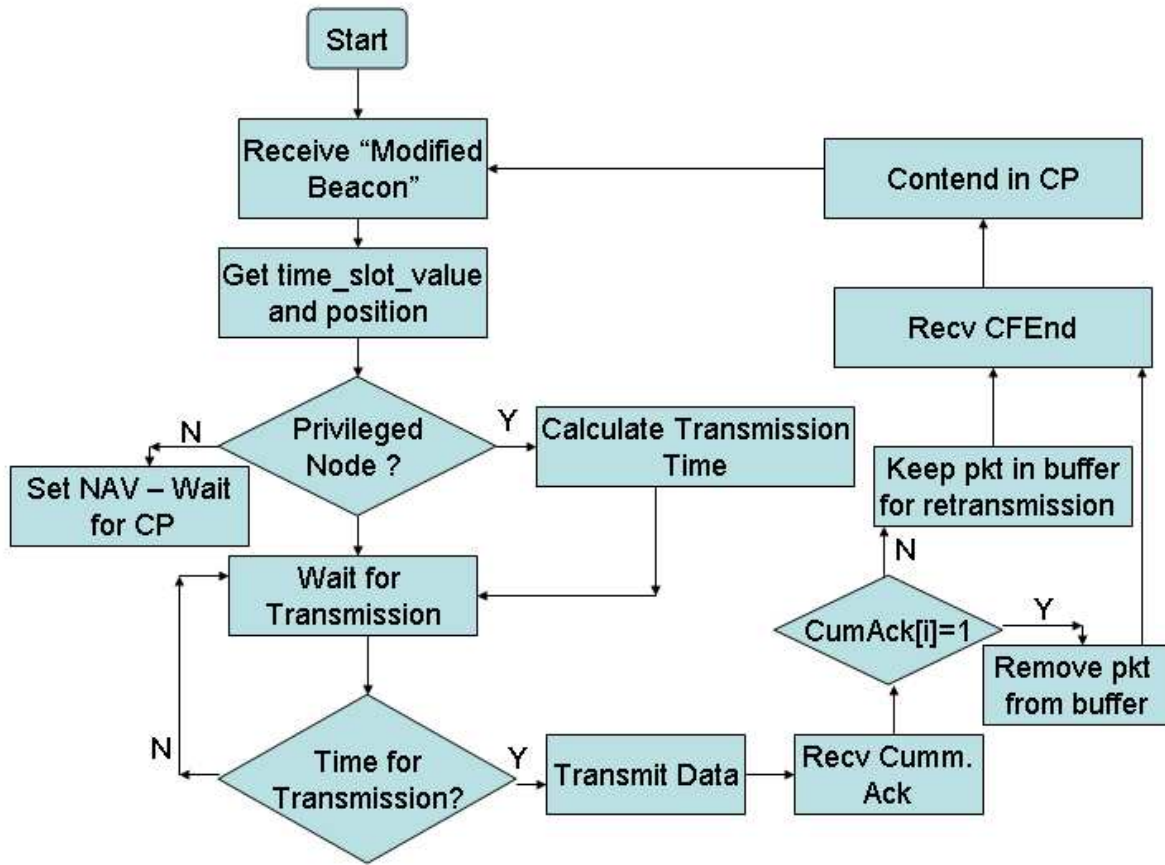 Start
Receive “Modified
Beacon”
Get time_slot_value
and position
Privileged
Node ?
N
Y
Set NAV – Wait
for CP
Calculate Transmission
Time
Wait for
Transmission
Time for
Transmission?
N
Y
Transmit Data
Recv Cumm.
Ack
CumAck[i]=1
N
Y
Keep pkt in buffer
for retransmission
Remove pkt
from buffer
Recv CFEnd
Contend in CP